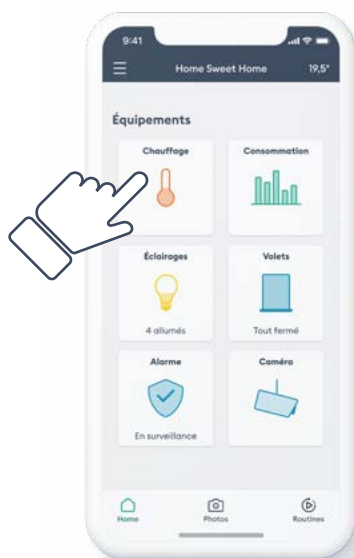 9:41
Home Sweet Home 19,5°
Équipements
Chauffage Consommation
Éclairages Volets
4 allumés Tout fermé
Alarme Caméra
En surveillance
Home Photos Routines